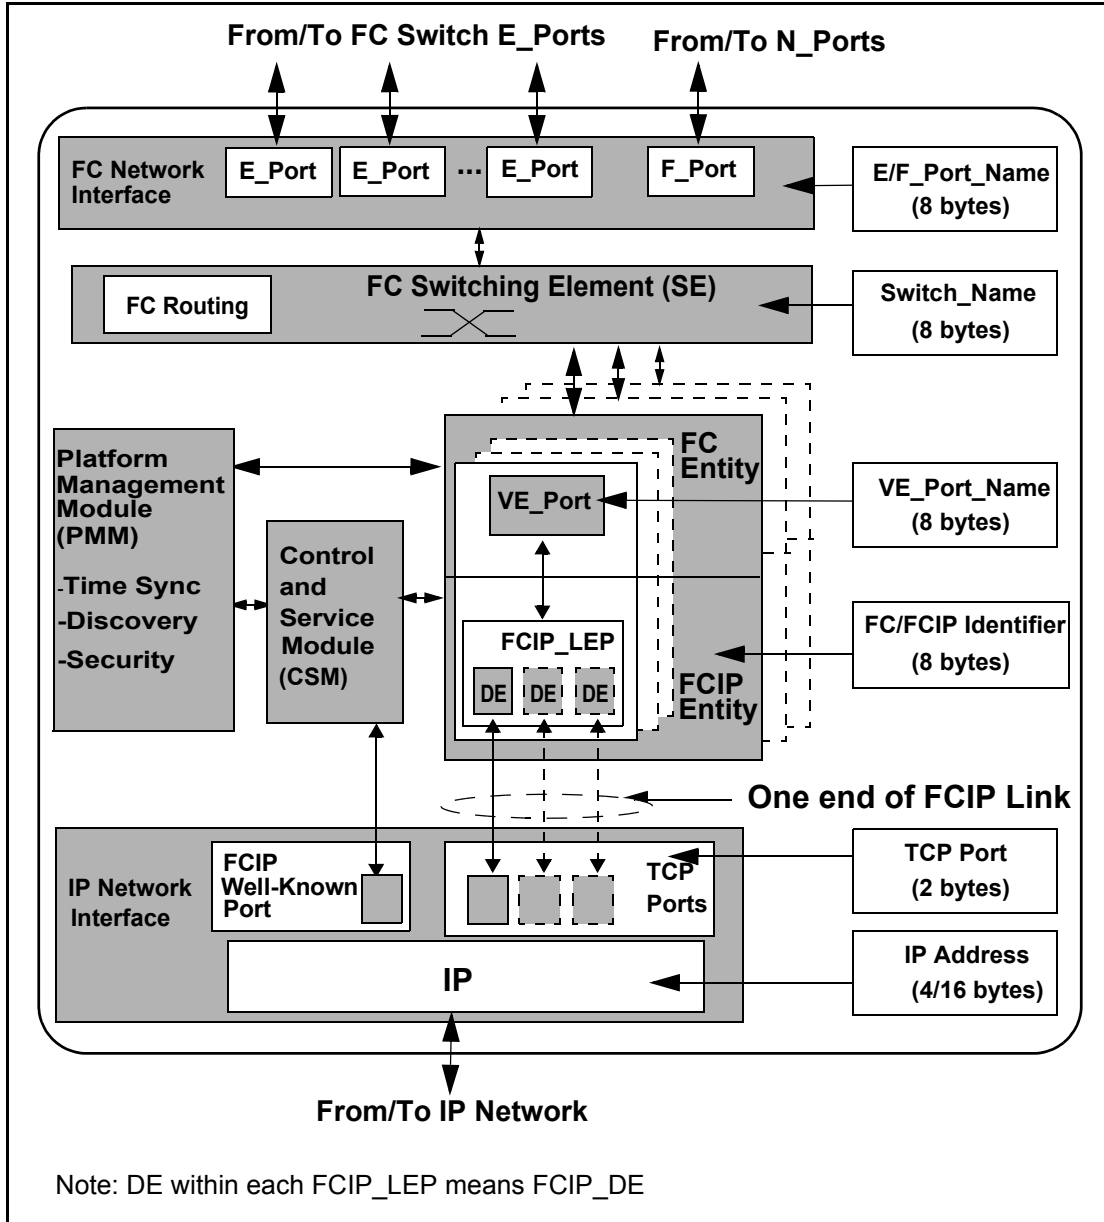 From/To FC Switch E_Ports
From/To N_Ports
FC Network
Interface
E_Port
E_Port
...
E_Port
F_Port
E/F_Port_Name
(8 bytes)
FC Routing
FC Switching Element (SE)
Switch_Name
(8 bytes)
Platform
Management
Module
(PMM)
-Time Sync
-Discovery
-Security
Control
and
Service
Module
(CSM)
FC
Entity
VE_Port
VE_Port_Name
(8 bytes)
FCIP_LEP
DE
DE
DE
FCIP
Entity
FC/FCIP Identifier
(8 bytes)
One end of FCIP Link
IP Network
Interface
FCIP
Well-Known
Port
TCP
Ports
TCP Port
(2 bytes)
IP
IP Address
(4/16 bytes)
From/To IP Network
Note: DE within each FCIP_LEP means FCIP_DE